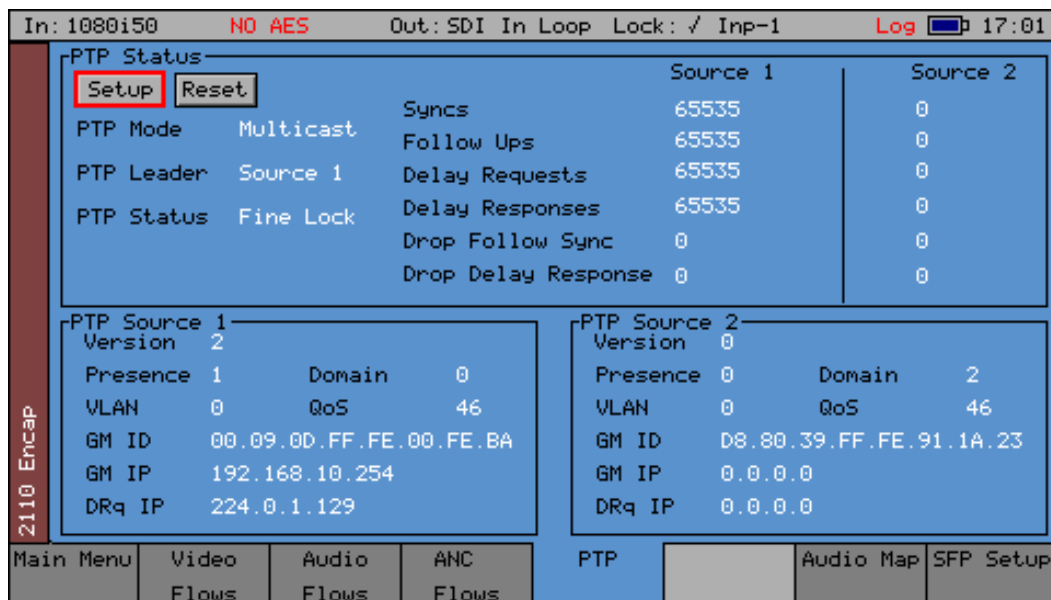 In: 1080i50 NO AES Out: SDI In Loop Lock: √ Inp-1 Log 17:01
PTP Status
Source 1 Source 2
Setup Reset
Syncs 65535 0
PTP Mode Multicast
Follow Ups 65535 0
PTP Leader Source 1
Delay Requests 65535 0
PTP Status Fine Lock
Delay Responses 65535 0
Drop Follow Sync 0 0
Drop Delay Response 0 0
PTP Source 1
Version 2
Presence 1 Domain 0
VLAN 0 QoS 46
GM ID 00.09.0D.FF.FE.00.FE.BA
GM IP 192.168.10.254
DRq IP 224.0.1.129
PTP Source 2
Version 0
Presence 0 Domain 2
VLAN 0 QoS 46
GM ID D8.80.39.FF.FE.91.1A.23
GM IP 0.0.0.0
DRq IP 0.0.0.0
2110 Encap
Main Menu Video Audio ANC PTP Audio Map SFP Setup
Flows Flows Flows